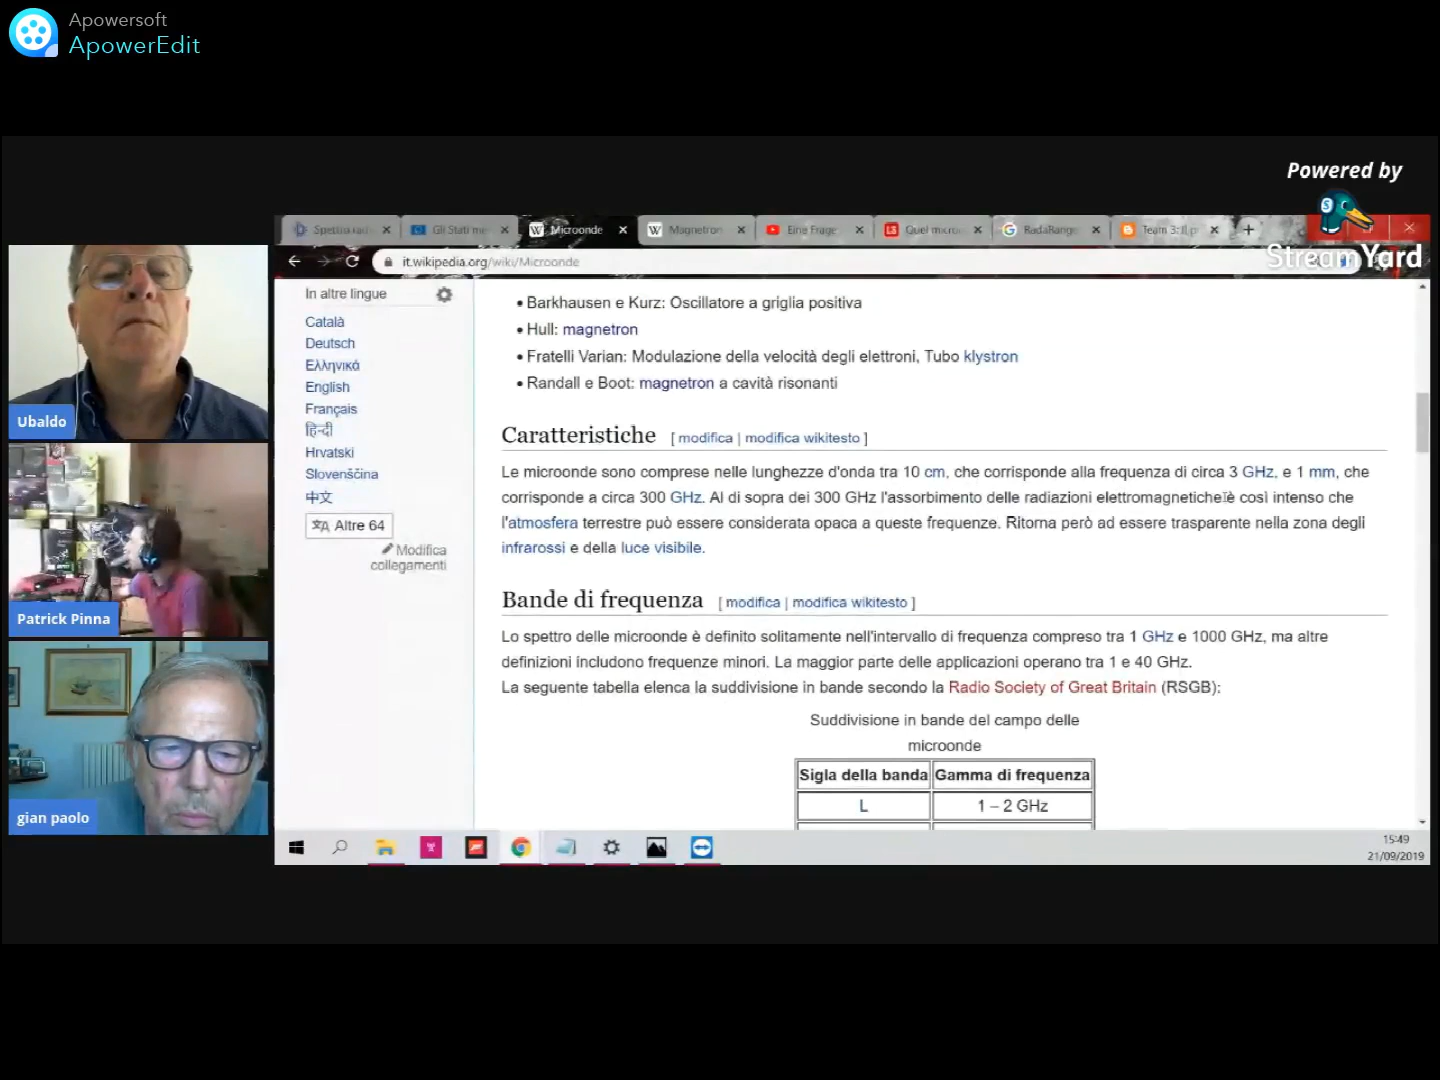 Apowersoft
ApowerEdit
Powered by
StreamYard
Gli Stati
Microonde
Magnetron
Eine Frage
Quel
RadaRange
Team 3:
it.wikipedia.org/wiki/Microonde
In altre lingue
Català
Deutsch
Ελληνικά
English
Français
हिन्दी
Hrvatski
Slovenščina
中文
Altre 64
Modifica
collegamenti
• Barkhausen e Kurz: Oscillatore a griglia positiva
• Hull: magnetron
• Fratelli Varian: Modulazione della velocità degli elettroni, Tubo klystron
• Randall e Boot: magnetron a cavità risonanti
Caratteristiche [ modifica | modifica wikitesto ]
Le microonde sono comprese nelle lunghezze d'onda tra 10 cm, che corrisponde alla frequenza di circa 3 GHz, e 1 mm, che
corrisponde a circa 300 GHz. Al di sopra dei 300 GHz l'assorbimento delle radiazioni elettromagnetiche è così intenso che
l'atmosfera terrestre può essere considerata opaca a queste frequenze. Ritorna però ad essere trasparente nella zona degli
infrarossi e della luce visibile.
Bande di frequenza [ modifica | modifica wikitesto ]
Lo spettro delle microonde è definito solitamente nell'intervallo di frequenza compreso tra 1 GHz e 1000 GHz, ma altre
definizioni includono frequenze minori. La maggior parte delle applicazioni operano tra 1 e 40 GHz.
La seguente tabella elenca la suddivisione in bande secondo la Radio Society of Great Britain (RSGB):
Suddivisione in bande del campo delle
microonde
Sigla della banda Gamma di frequenza
L 1 – 2 GHz
Ubaldo
Patrick Pinna
gian paolo
15:49
21/09/2019